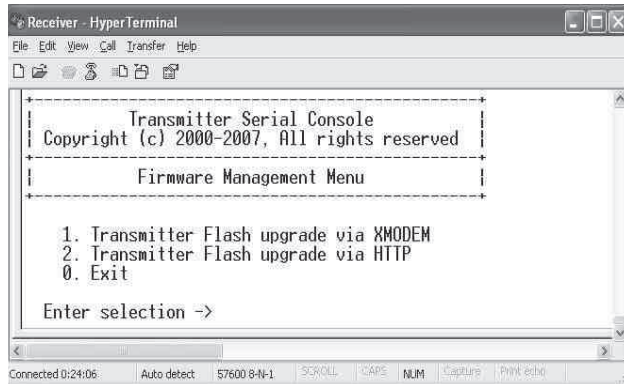 Receiver - HyperTerminal
File Edit View Call Transfer Help
Transmitter Serial Console
Copyright (c) 2000-2007, All rights reserved
Firmware Management Menu
1. Transmitter Flash upgrade via XMODEM
2. Transmitter Flash upgrade via HTTP
0. Exit
Enter selection ->
Connected 0:24:06 Auto detect 57600 8-N-1 SCROLL CAPS NUM Capture Print echo